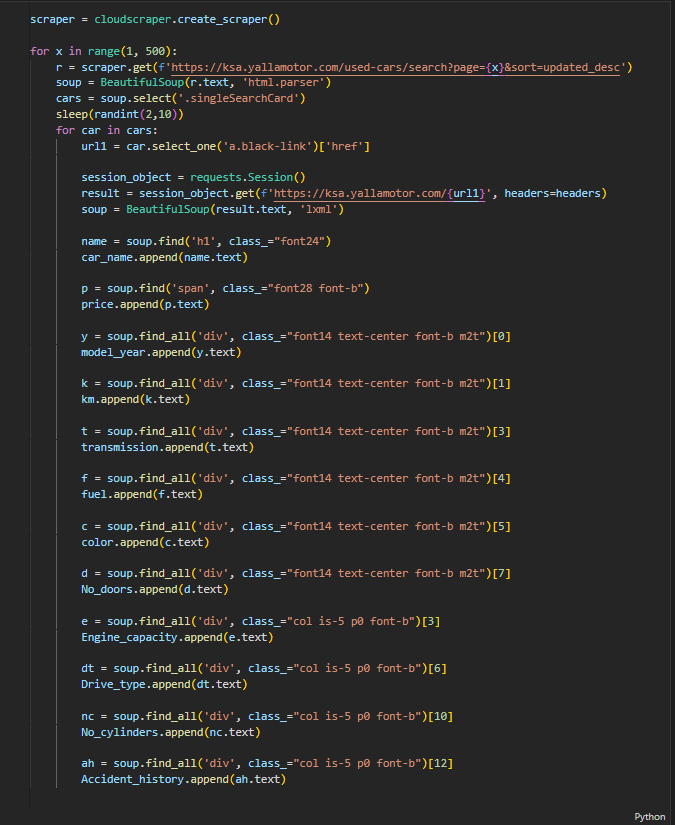 scraper = cloudscraper.create_scraper()
for x in range(1, 500):
r = scraper.get(f'https://ksa.yallamotor.com/used-cars/search?page={x}&sort=updated_desc')
soup = BeautifulSoup(r.text, 'html.parser')
cars = soup.select('.singleSearchCard')
sleep(randint(2,10))
for car in cars:
url1 = car.select_one('a.black-link')['href']
session_object = requests.Session()
result = session_object.get(f'https://ksa.yallamotor.com/{url1}', headers=headers)
soup = BeautifulSoup(result.text, 'lxml')
name = soup.find('h1', class_="font24")
car_name.append(name.text)
p = soup.find('span', class_="font28 font-b")
price.append(p.text)
y = soup.find_all('div', class_="font14 text-center font-b m2t")[0]
model_year.append(y.text)
k = soup.find_all('div', class_="font14 text-center font-b m2t")[1]
km.append(k.text)
t = soup.find_all('div', class_="font14 text-center font-b m2t")[3]
transmission.append(t.text)
f = soup.find_all('div', class_="font14 text-center font-b m2t")[4]
fuel.append(f.text)
c = soup.find_all('div', class_="font14 text-center font-b m2t")[5]
color.append(c.text)
d = soup.find_all('div', class_="font14 text-center font-b m2t")[7]
No_doors.append(d.text)
e = soup.find_all('div', class_="col is-5 p0 font-b")[3]
Engine_capacity.append(e.text)
dt = soup.find_all('div', class_="col is-5 p0 font-b")[6]
Drive_type.append(dt.text)
nc = soup.find_all('div', class_="col is-5 p0 font-b")[10]
No_cylinders.append(nc.text)
ah = soup.find_all('div', class_="col is-5 p0 font-b")[12]
Accident_history.append(ah.text)
Python